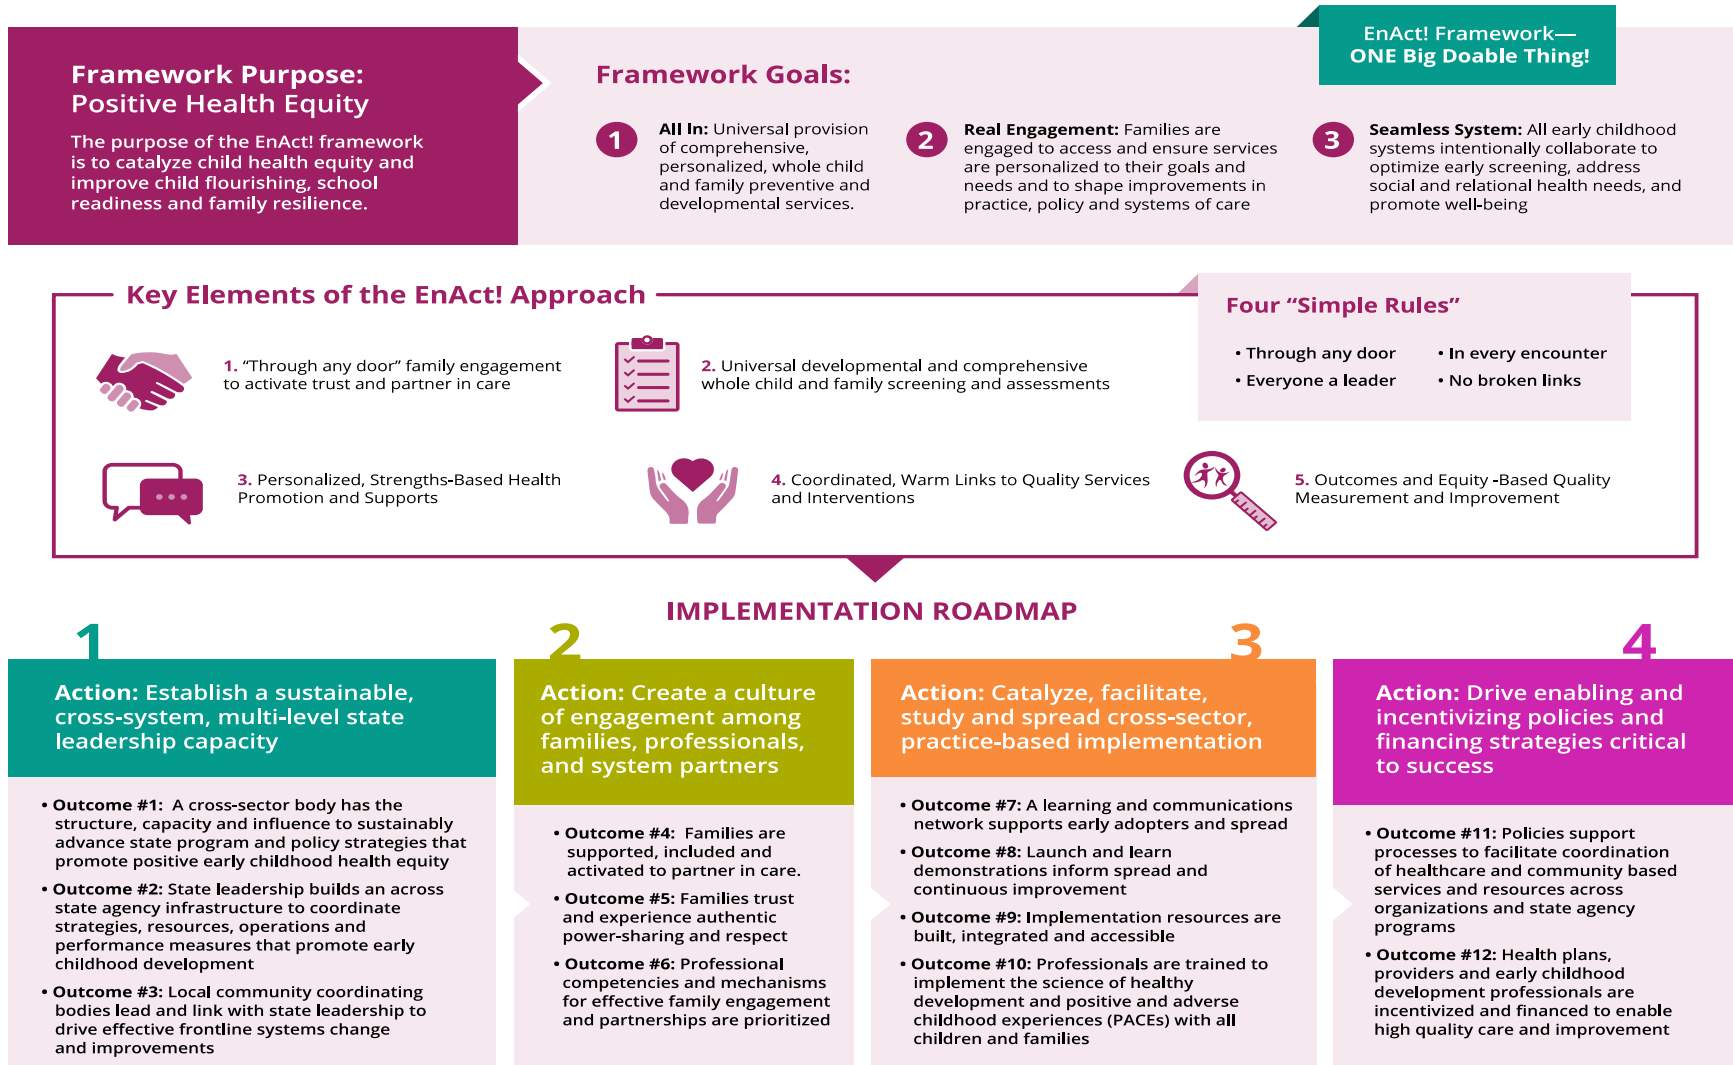 Framework Purpose:
Positive Health Equity
The purpose of the EnAct! framework
is to catalyze child health equity and
improve child flourishing, school
readiness and family resilience.
Framework Goals:
EnAct! Framework—
ONE Big Doable Thing!
1
All In: Universal provision
of comprehensive,
personalized, whole child
and family preventive and
developmental services.
2
Real Engagement: Families are
engaged to access and ensure services
are personalized to their goals and
needs and to shape improvements in
practice, policy and systems of care
3
Seamless System: All early childhood
systems intentionally collaborate to
optimize early screening, address
social and relational health needs, and
promote well-being
Key Elements of the EnAct! Approach
Four “Simple Rules”
• Through any door
• In every encounter
• Everyone a leader
• No broken links
1. “Through any door” family engagement
to activate trust and partner in care
2. Universal developmental and comprehensive
whole child and family screening and assessments
3. Personalized, Strengths-Based Health
Promotion and Supports
4. Coordinated, Warm Links to Quality Services
and Interventions
5. Outcomes and Equity -Based Quality
Measurement and Improvement
IMPLEMENTATION ROADMAP
1
Action: Establish a sustainable,
cross-system, multi-level state
leadership capacity
• Outcome #1:  A cross-sector body has the
structure, capacity and influence to sustainably
advance state program and policy strategies that
promote positive early childhood health equity
• Outcome #2: State leadership builds an across
state agency infrastructure to coordinate
strategies, resources, operations and
performance measures that promote early
childhood development
• Outcome #3: Local community coordinating
bodies lead and link with state leadership to
drive effective frontline systems change
and improvements
2
Action: Create a culture
of engagement among
families, professionals,
and system partners
• Outcome #4:  Families are
supported, included and
activated to partner in care.
• Outcome #5: Families trust
and experience authentic
power-sharing and respect
• Outcome #6: Professional
competencies and mechanisms
for effective family engagement
and partnerships are prioritized
3
Action: Catalyze, facilitate,
study and spread cross-sector,
practice-based implementation
• Outcome #7: A learning and communications
network supports early adopters and spread
• Outcome #8: Launch and learn
demonstrations inform spread and
continuous improvement
• Outcome #9: Implementation resources are
built, integrated and accessible
• Outcome #10: Professionals are trained to
implement the science of healthy
development and positive and adverse
childhood experiences (PACEs) with all
children and families
4
Action: Drive enabling and
incentivizing policies and
financing strategies critical
to success
• Outcome #11: Policies support
processes to facilitate coordination
of healthcare and community based
services and resources across
organizations and state agency
programs
• Outcome #12: Health plans,
providers and early childhood
development professionals are
incentivized and financed to enable
high quality care and improvement